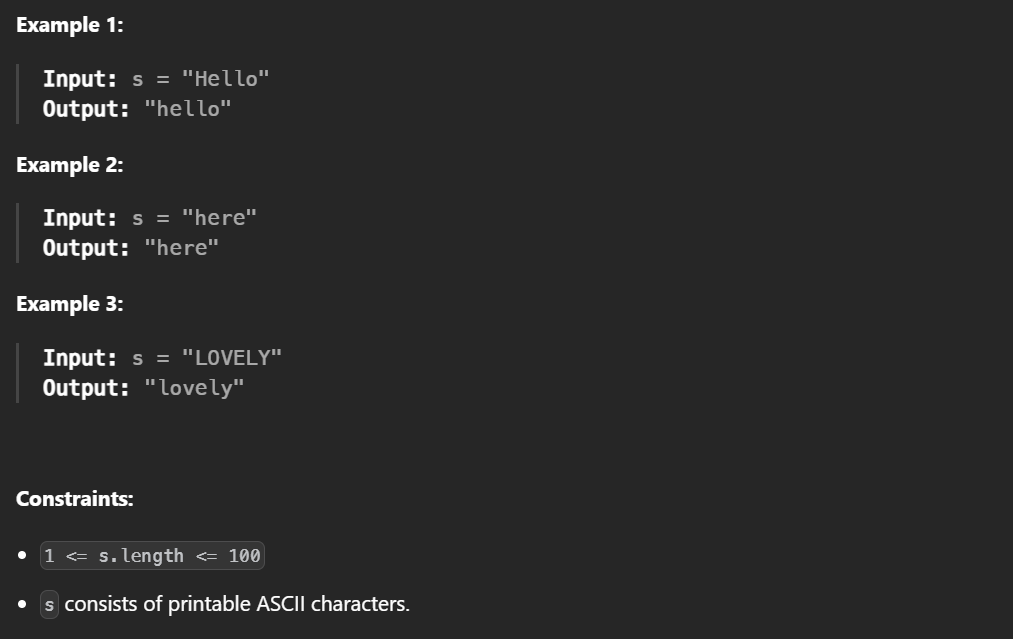 Example 1:
Input: s = "Hello"
Output: "hello"
Example 2:
Input: s = "here"
Output: "here"
Example 3:
Input: s = "LOVELY"
Output: "lovely"
Constraints:
• 1 <= s.length <= 100
• s consists of printable ASCII characters.